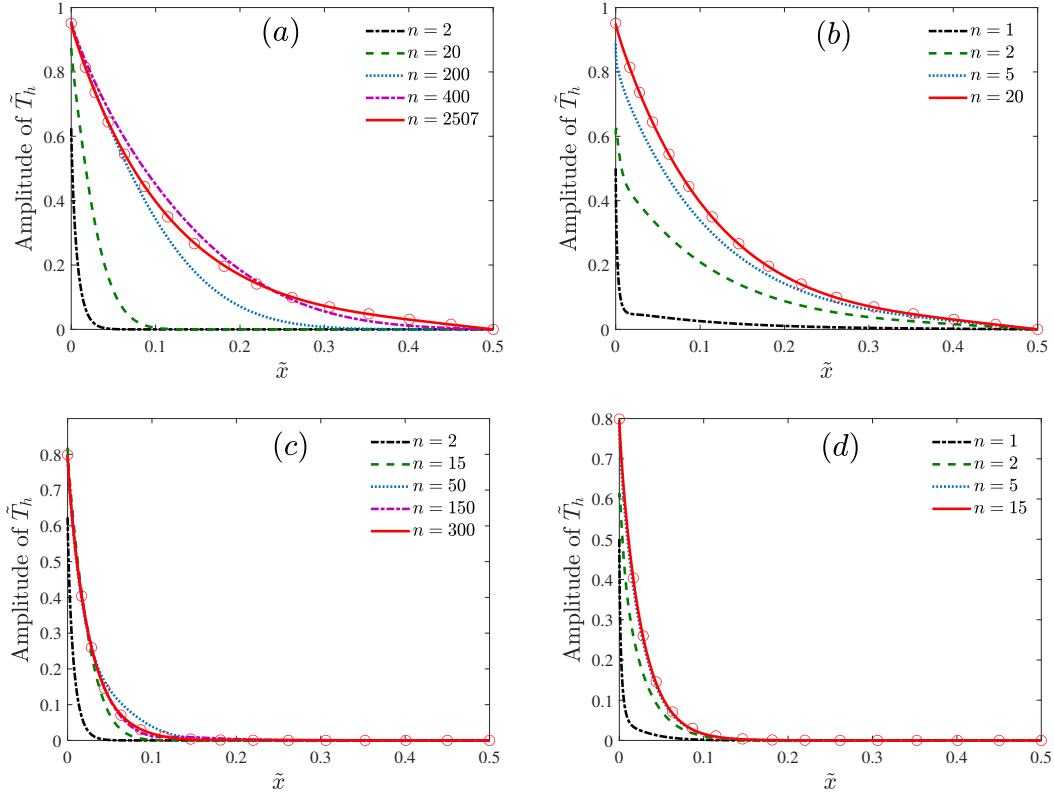 (a)
n = 2
n = 20
n = 200
n = 400
n = 2507
Amplitude of T̃_h
1
0.8
0.6
0.4
0.2
0
0 0.1 0.2 0.3 0.4 0.5
x̃
(b)
n = 1
n = 2
n = 5
n = 20
Amplitude of T̃_h
1
0.8
0.6
0.4
0.2
0
0 0.1 0.2 0.3 0.4 0.5
x̃
(c)
n = 2
n = 15
n = 50
n = 150
n = 300
Amplitude of T̃_h
0.8
0.7
0.6
0.5
0.4
0.3
0.2
0.1
0
0 0.1 0.2 0.3 0.4 0.5
x̃
(d)
n = 1
n = 2
n = 5
n = 15
Amplitude of T̃_h
0.8
0.7
0.6
0.5
0.4
0.3
0.2
0.1
0
0 0.1 0.2 0.3 0.4 0.5
x̃